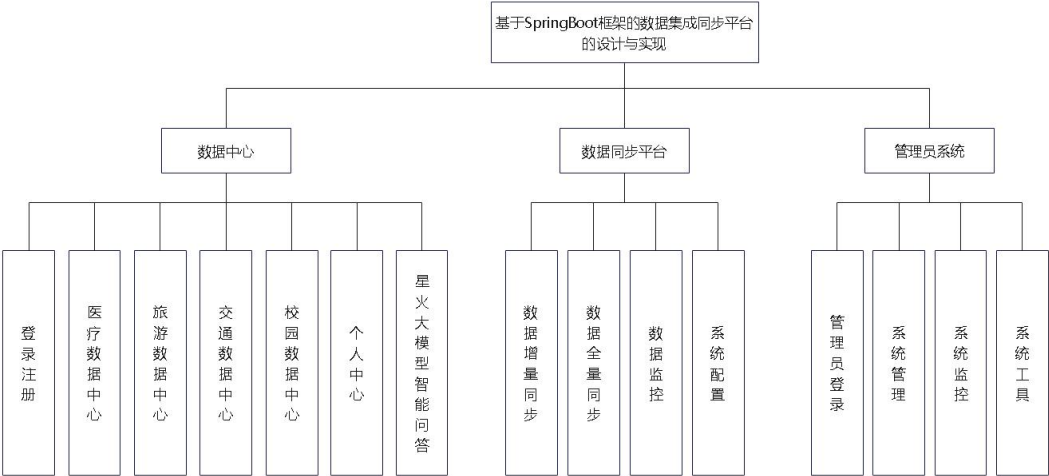 基于SpringBoot框架的数据集成同步平台
的设计与实现
数据中心
数据同步平台
管理员系统
登录注册
医疗数据中心
旅游数据中心
交通数据中心
校园数据中心
个人中心
星火大模型智能问答
数据增量同步
数据全量同步
数据监控
系统配置
管理员登录
系统管理
系统监控
系统工具